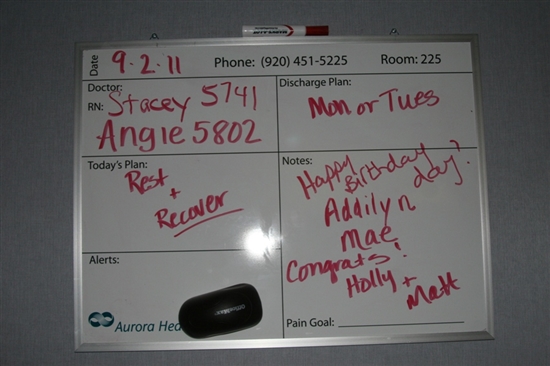 Date 9.2.11 Phone: (920) 451-5225 Room: 225
Doctor:
RN: Stacey 5741
Angie 5802
Discharge Plan:
Mon or Tues
Today's Plan:
Rest
+
Recover
Notes:
Happy
Birthday
day!
Addilyn
Mae
Congrats!
Holly +
Matt
Alerts:
Aurora Hea
Pain Goal: